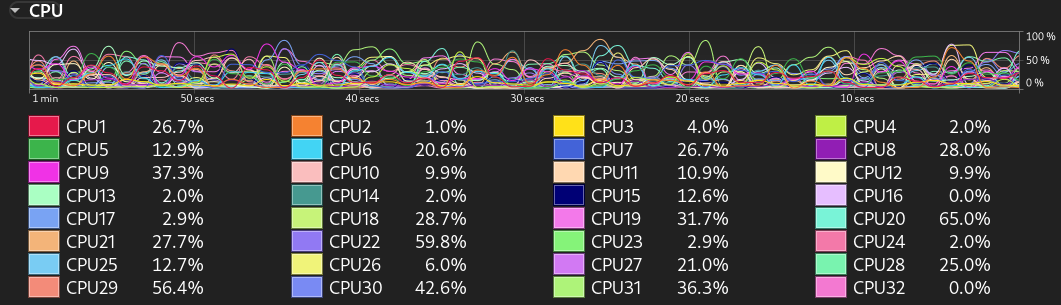 CPU
100 %
50 %
0 %
1 min 50 secs 40 secs 30 secs 20 secs 10 secs
CPU1 26.7% CPU2 1.0% CPU3 4.0% CPU4 2.0%
CPU5 12.9% CPU6 20.6% CPU7 26.7% CPU8 28.0%
CPU9 37.3% CPU10 9.9% CPU11 10.9% CPU12 9.9%
CPU13 2.0% CPU14 2.0% CPU15 12.6% CPU16 0.0%
CPU17 2.9% CPU18 28.7% CPU19 31.7% CPU20 65.0%
CPU21 27.7% CPU22 59.8% CPU23 2.9% CPU24 2.0%
CPU25 12.7% CPU26 6.0% CPU27 21.0% CPU28 25.0%
CPU29 56.4% CPU30 42.6% CPU31 36.3% CPU32 0.0%